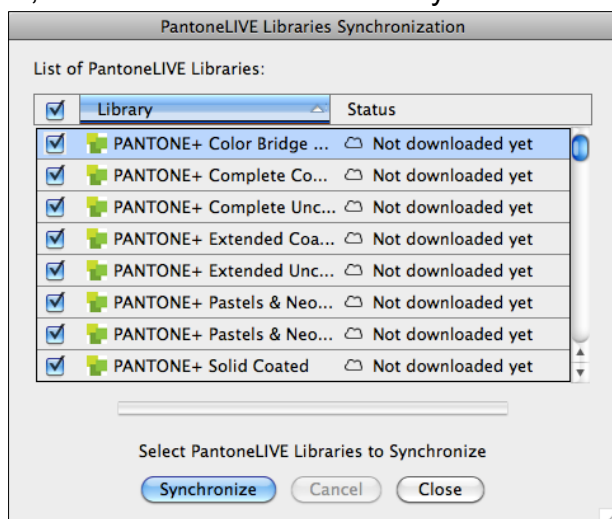 PantoneLIVE Libraries Synchronization
List of PantoneLIVE Libraries:
Library Status
PANTONE+ Color Bridge ... Not downloaded yet
PANTONE+ Complete Co... Not downloaded yet
PANTONE+ Complete Unc... Not downloaded yet
PANTONE+ Extended Coa... Not downloaded yet
PANTONE+ Extended Unc... Not downloaded yet
PANTONE+ Pastels & Neo... Not downloaded yet
PANTONE+ Pastels & Neo... Not downloaded yet
PANTONE+ Solid Coated Not downloaded yet
Select PantoneLIVE Libraries to Synchronize
Synchronize Cancel Close